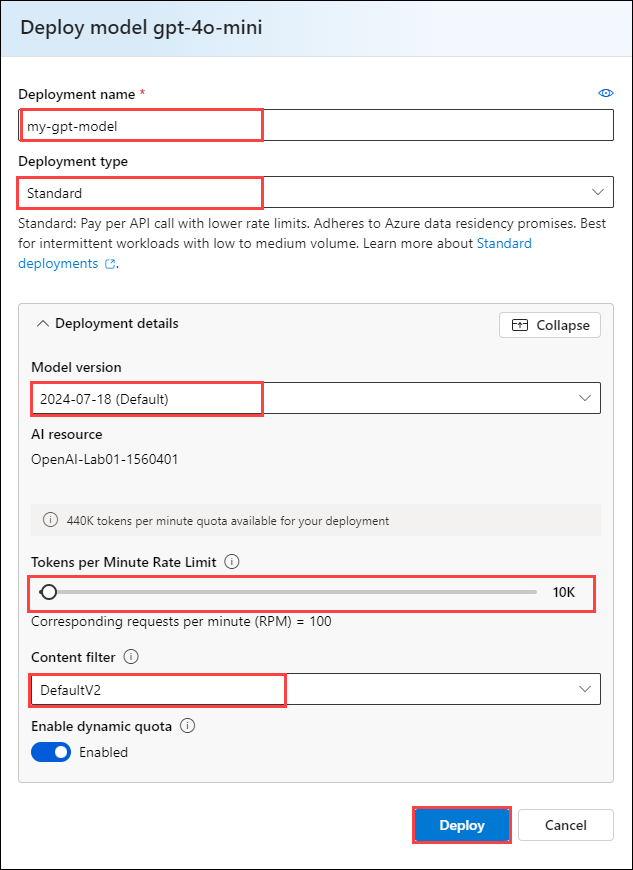 Deploy model gpt-4o-mini
Deployment name *
my-gpt-model
Deployment type
Standard
Standard: Pay per API call with lower rate limits. Adheres to Azure data residency promises. Best
for intermittent workloads with low to medium volume. Learn more about Standard
deployments.
Deployment details
Collapse
Model version
2024-07-18 (Default)
AI resource
OpenAI-Lab01-1560401
440K tokens per minute quota available for your deployment
Tokens per Minute Rate Limit
10K
Corresponding requests per minute (RPM) = 100
Content filter
DefaultV2
Enable dynamic quota
Enabled
Deploy
Cancel